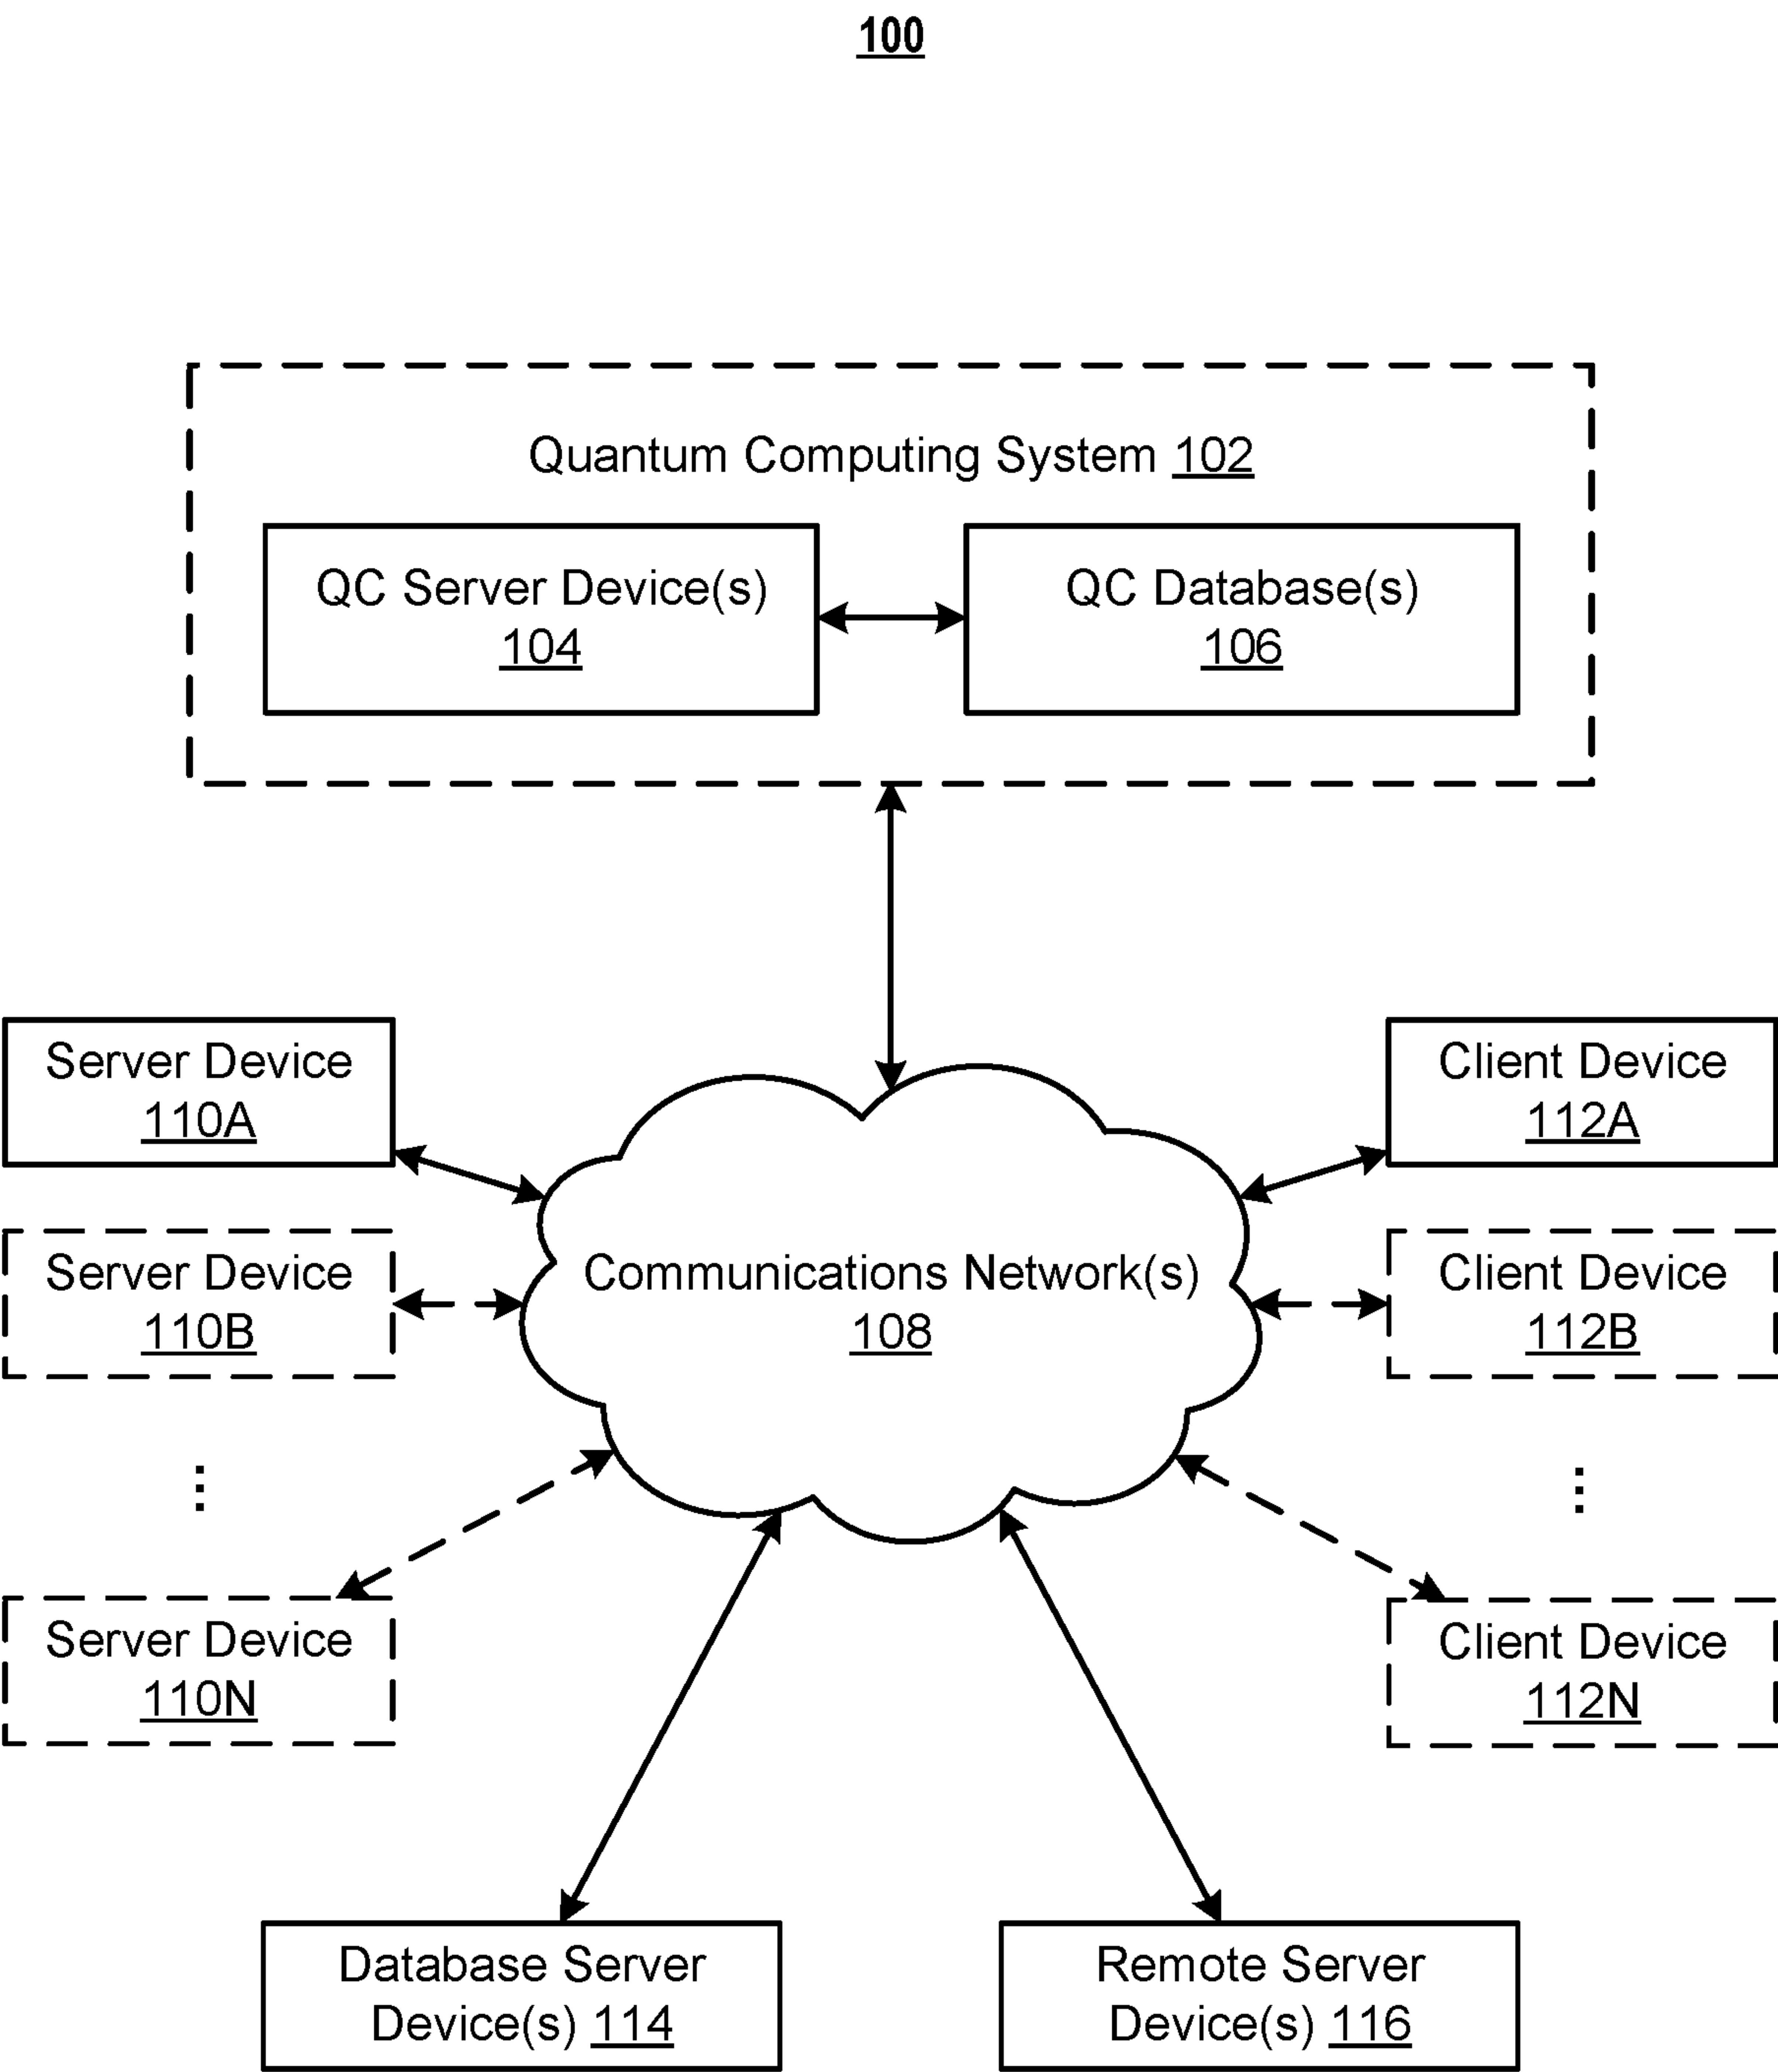 100
Quantum Computing System 102
QC Server Device(s)
104
QC Database(s)
106
Server Device
110A
Client Device
112A
Server Device
110B
Communications Network(s)
108
Client Device
112B
Server Device
110N
Client Device
112N
Database Server
Device(s) 114
Remote Server
Device(s) 116